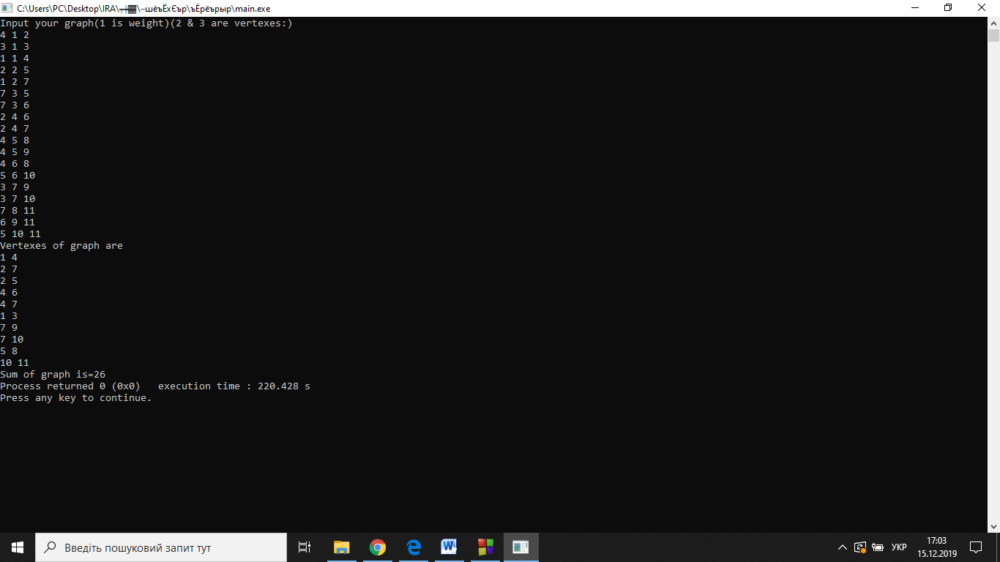 C:\Users\PC\Desktop\IRA\┬┼▓\–шёъЁхЄър\ъЁрёърыр\main.exe
Input your graph(1 is weight)(2 & 3 are vertexes:)
4 1 2
3 1 3
1 1 4
2 2 5
1 2 7
7 3 5
7 3 6
2 4 6
2 4 7
4 5 8
4 5 9
4 6 8
5 6 10
3 7 9
3 7 10
7 8 11
6 9 11
5 10 11
Vertexes of graph are
1 4
2 7
2 5
4 6
4 7
1 3
7 9
7 10
5 8
10 11
Sum of graph is=26
Process returned 0 (0x0)   execution time : 220.428 s
Press any key to continue.
Введіть пошуковий запит тут
УКР
17:03
15.12.2019